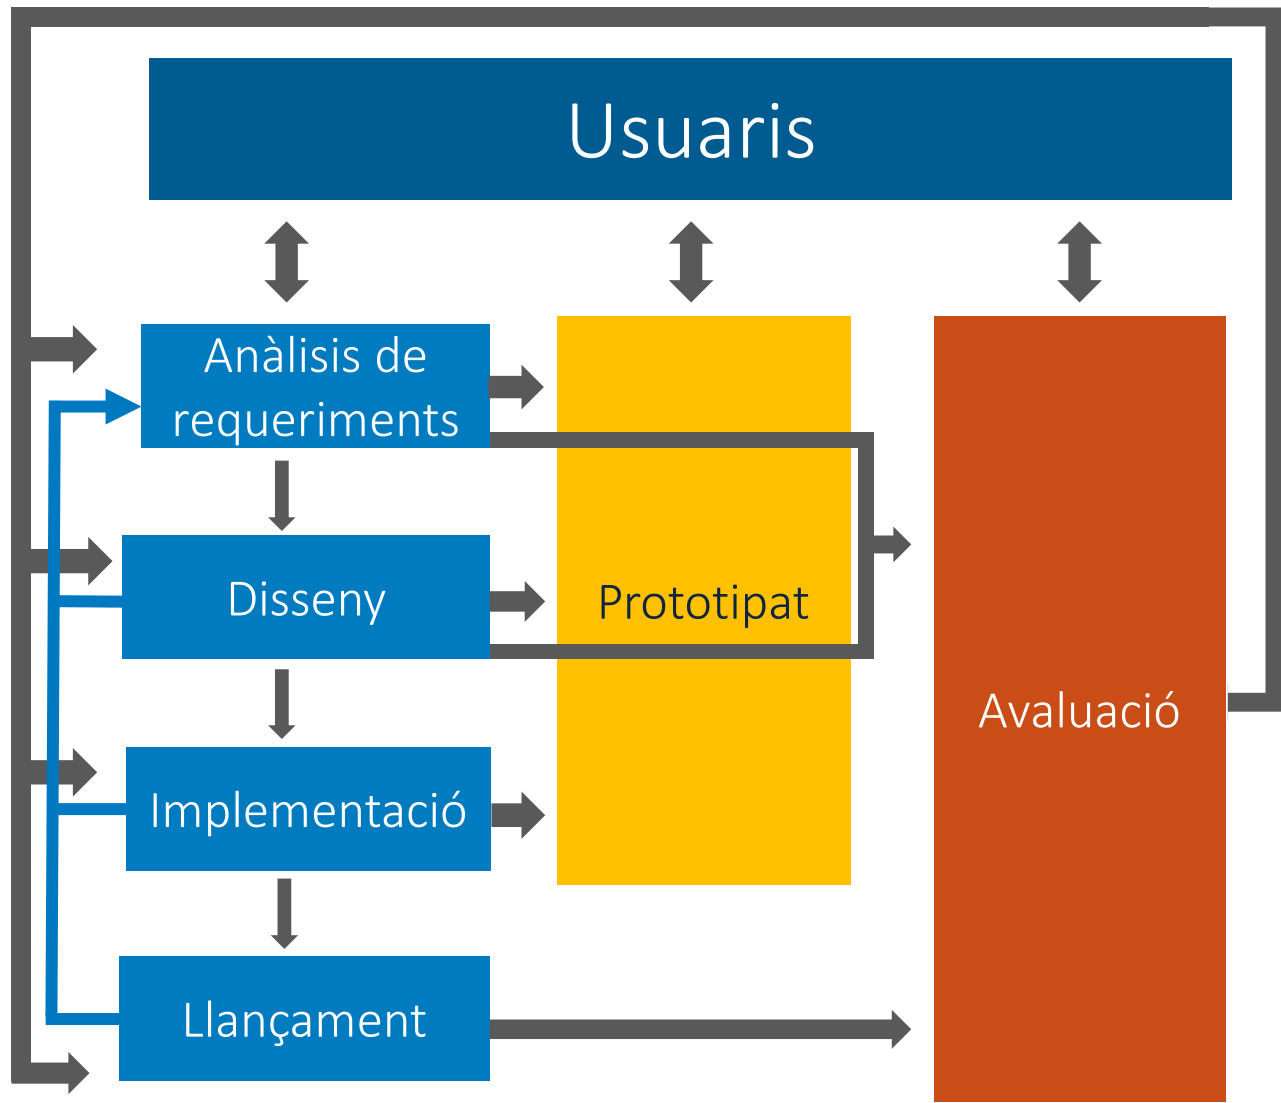 Usuaris
Anàlisis de
requeriments
Disseny
Prototipat
Avaluació
Implementació
Llançament